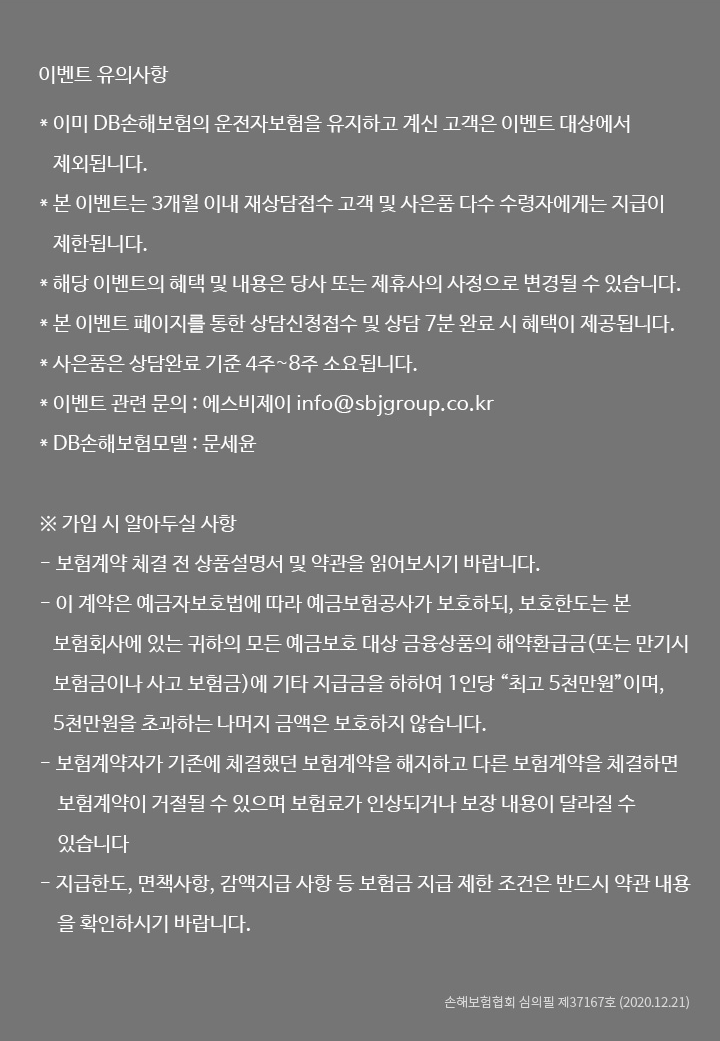 이벤트 유의사항
* 이미 DB손해보험의 운전자보험을 유지하고 계신 고객은 이벤트 대상에서
제외됩니다.
* 본 이벤트는 3개월 이내 재상담접수 고객 및 사은품 다수 수령자에게는 지급이
제한됩니다.
* 해당 이벤트의 혜택 및 내용은 당사 또는 제휴사의 사정으로 변경될 수 있습니다.
* 본 이벤트 페이지를 통한 상담신청접수 및 상담 7분 완료 시 혜택이 제공됩니다.
* 사은품은 상담완료 기준 4주~8주 소요됩니다.
* 이벤트 관련 문의 : 에스비제이 info@sbjgroup.co.kr
* DB손해보험모델 : 문세윤
※ 가입 시 알아두실 사항
- 보험계약 체결 전 상품설명서 및 약관을 읽어보시기 바랍니다.
- 이 계약은 예금자보호법에 따라 예금보험공사가 보호하되, 보호한도는 본
보험회사에 있는 귀하의 모든 예금보호 대상 금융상품의 해약환급금(또는 만기시
보험금이나 사고 보험금)에 기타 지급금을 하하여 1인당 “최고 5천만원”이며,
5천만원을 초과하는 나머지 금액은 보호하지 않습니다.
- 보험계약자가 기존에 체결했던 보험계약을 해지하고 다른 보험계약을 체결하면
보험계약이 거절될 수 있으며 보험료가 인상되거나 보장 내용이 달라질 수
있습니다
- 지급한도, 면책사항, 감액지급 사항 등 보험금 지급 제한 조건은 반드시 약관 내용
을 확인하시기 바랍니다.
손해보험협회 심의필 제37167호 (2020.12.21)